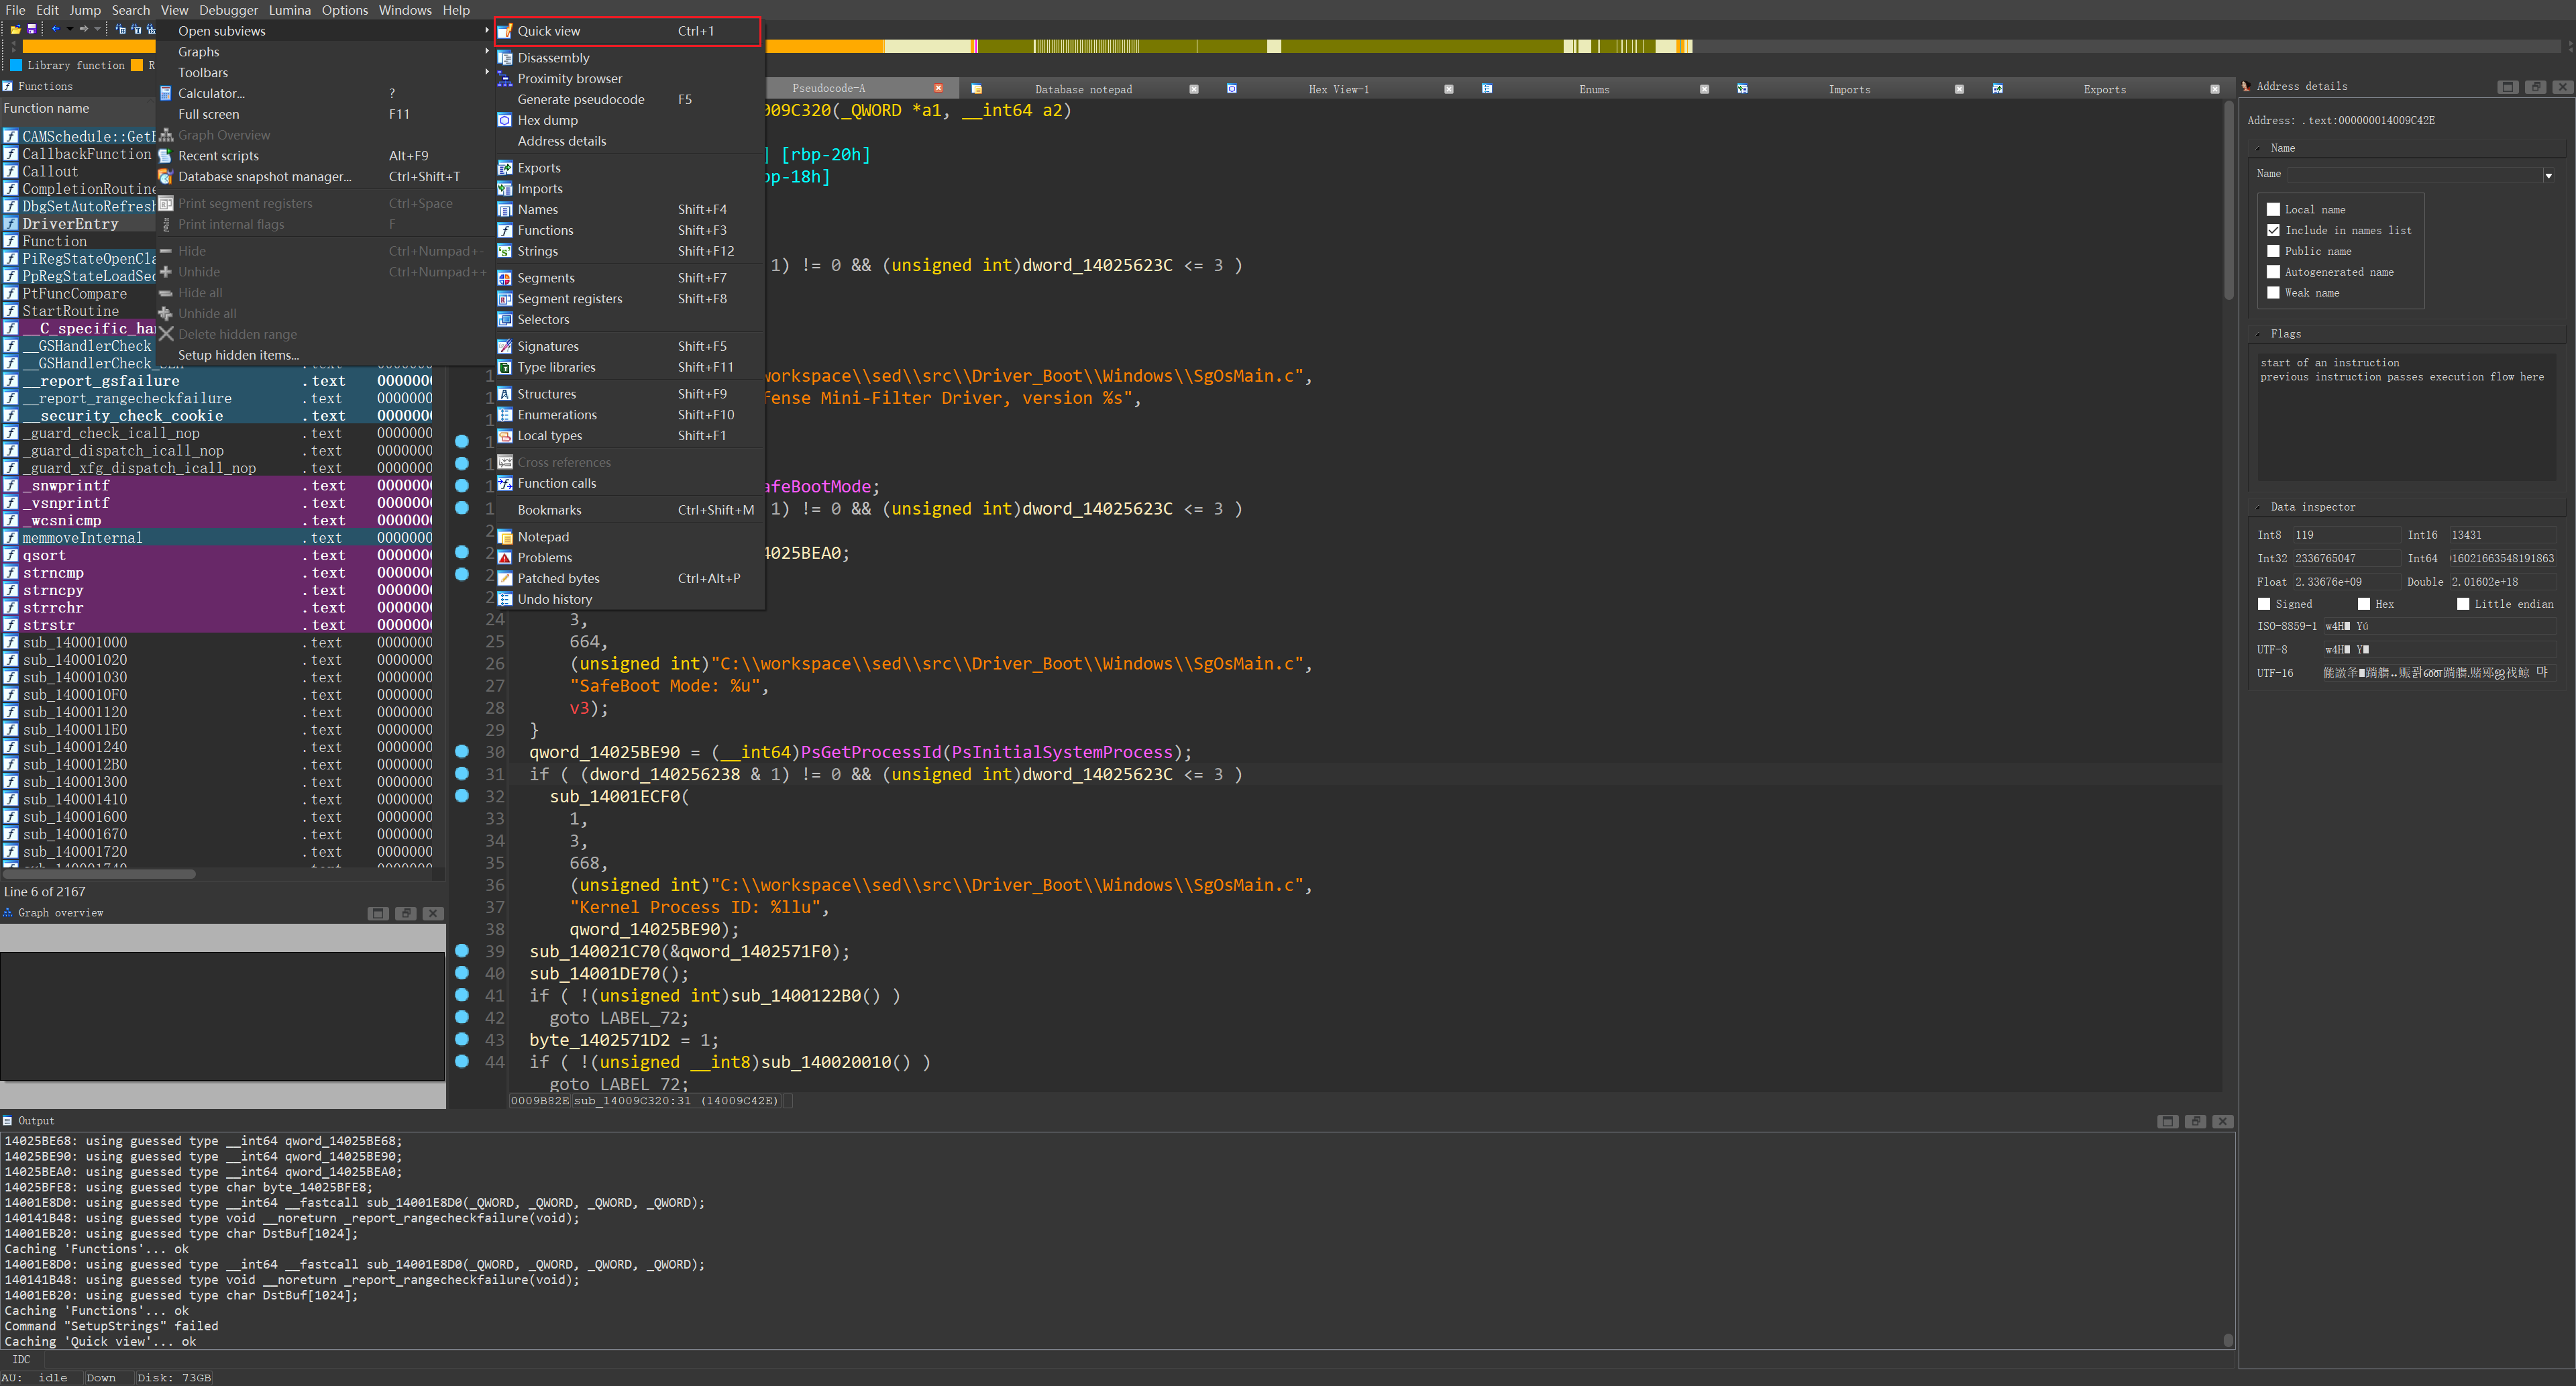 File Edit Jump Search View Debugger Lumina Options Windows Help
Library function R
Functions
Function name
CAMSchedule::GetE
CallbackFunction
Callout
CompletionRoutine
DbgSetAutoRefresh
DriverEntry
Function
PiRegStateOpenCla
PpRegStateLoadSec
PtFuncCompare
StartRoutine
__C_specific_han
__GSHandlerCheck
__GSHandlerCheck_SEH .text 0000000
__report_gsfailure .text 0000000
__report_rangecheckfailure .text 0000000
__security_check_cookie .text 0000000
_guard_check_icall_nop .text 0000000
_guard_dispatch_icall_nop .text 0000000
_guard_xfg_dispatch_icall_nop .text 0000000
_snwprintf .text 0000000
_vsnprintf .text 0000000
_wcsnicmp .text 0000000
memmoveInternal .text 0000000
qsort .text 0000000
strncmp .text 0000000
strncpy .text 0000000
strrchr .text 0000000
strstr .text 0000000
sub_140001000 .text 0000000
sub_140001020 .text 0000000
sub_140001030 .text 0000000
sub_1400010F0 .text 0000000
sub_140001120 .text 0000000
sub_1400011E0 .text 0000000
sub_140001240 .text 0000000
sub_1400012B0 .text 0000000
sub_140001300 .text 0000000
sub_140001410 .text 0000000
sub_140001600 .text 0000000
sub_140001670 .text 0000000
sub_140001720 .text 0000000
sub_140001740 .text 0000000
Line 6 of 2167
Graph overview
Open subviews
Graphs
Toolbars
Calculator... ?
Full screen F11
Graph Overview
Recent scripts Alt+F9
Database snapshot manager... Ctrl+Shift+T
Print segment registers Ctrl+Space
Print internal flags F
Hide Ctrl+Numpad+-
Unhide Ctrl+Numpad++
Hide all
Unhide all
Delete hidden range
Setup hidden items...
Quick view Ctrl+1
Disassembly
Proximity browser
Generate pseudocode F5
Hex dump
Address details
Exports
Imports
Names Shift+F4
Functions Shift+F3
Strings Shift+F12
Segments Shift+F7
Segment registers Shift+F8
Selectors
Signatures Shift+F5
Type libraries Shift+F11
Structures Shift+F9
Enumerations Shift+F10
Local types Shift+F1
Cross references
Function calls
Bookmarks Ctrl+Shift+M
Notepad
Problems
Patched bytes Ctrl+Alt+P
Undo history
Pseudocode-A Database notepad Hex View-1 Enums Imports Exports
009C320(_QWORD *a1, __int64 a2)
] [rbp-20h]
bp-18h]
1) != 0 && (unsigned int)dword_14025623C <= 3 )
1 workspace\\sed\\src\\Driver_Boot\\Windows\\SgOsMain.c",
1 fense Mini-Filter Driver, version %s",
1
1
1
1 afeBootMode;
1 1) != 0 && (unsigned int)dword_14025623C <= 3 )
2
2 4025BEA0;
2
2
24 3,
25 664,
26 (unsigned int)"C:\\workspace\\sed\\src\\Driver_Boot\\Windows\\SgOsMain.c",
27 "SafeBoot Mode: %u",
28 v3);
29 }
30 qword_14025BE90 = (__int64)PsGetProcessId(PsInitialSystemProcess);
31 if ( (dword_140256238 & 1) != 0 && (unsigned int)dword_14025623C <= 3 )
32 sub_14001ECF0(
33 1,
34 3,
35 668,
36 (unsigned int)"C:\\workspace\\sed\\src\\Driver_Boot\\Windows\\SgOsMain.c",
37 "Kernel Process ID: %llu",
38 qword_14025BE90);
39 sub_140021C70(&qword_1402571F0);
40 sub_14001DE70();
41 if ( !(unsigned int)sub_1400122B0() )
42 goto LABEL_72;
43 byte_1402571D2 = 1;
44 if ( !(unsigned __int8)sub_140020010() )
goto LABEL_72;
0009B82E sub_14009C320:31 (14009C42E)
Address details
Address: .text:000000014009C42E
Name
Name
Local name
Include in names list
Public name
Autogenerated name
Weak name
Flags
start of an instruction
previous instruction passes execution flow here
Data inspector
Int8 119 Int16 13431
Int32 2336765047 Int64 16021663548191863
Float 2.33676e+09 Double 2.01602e+18
Signed Hex Little endian
ISO-8859-1 w4H Yú
UTF-8 w4H Y
UTF-16
Output
14025BE68: using guessed type __int64 qword_14025BE68;
14025BE90: using guessed type __int64 qword_14025BE90;
14025BEA0: using guessed type __int64 qword_14025BEA0;
14025BFE8: using guessed type char byte_14025BFE8;
14001E8D0: using guessed type __int64 __fastcall sub_14001E8D0(_QWORD, _QWORD, _QWORD, _QWORD);
140141B48: using guessed type void __noreturn _report_rangecheckfailure(void);
14001EB20: using guessed type char DstBuf[1024];
Caching 'Functions'... ok
14001E8D0: using guessed type __int64 __fastcall sub_14001E8D0(_QWORD, _QWORD, _QWORD, _QWORD);
140141B48: using guessed type void __noreturn _report_rangecheckfailure(void);
14001EB20: using guessed type char DstBuf[1024];
Caching 'Functions'... ok
Command "SetupStrings" failed
Caching 'Quick view'... ok
IDC
AU: idle Down Disk: 73GB